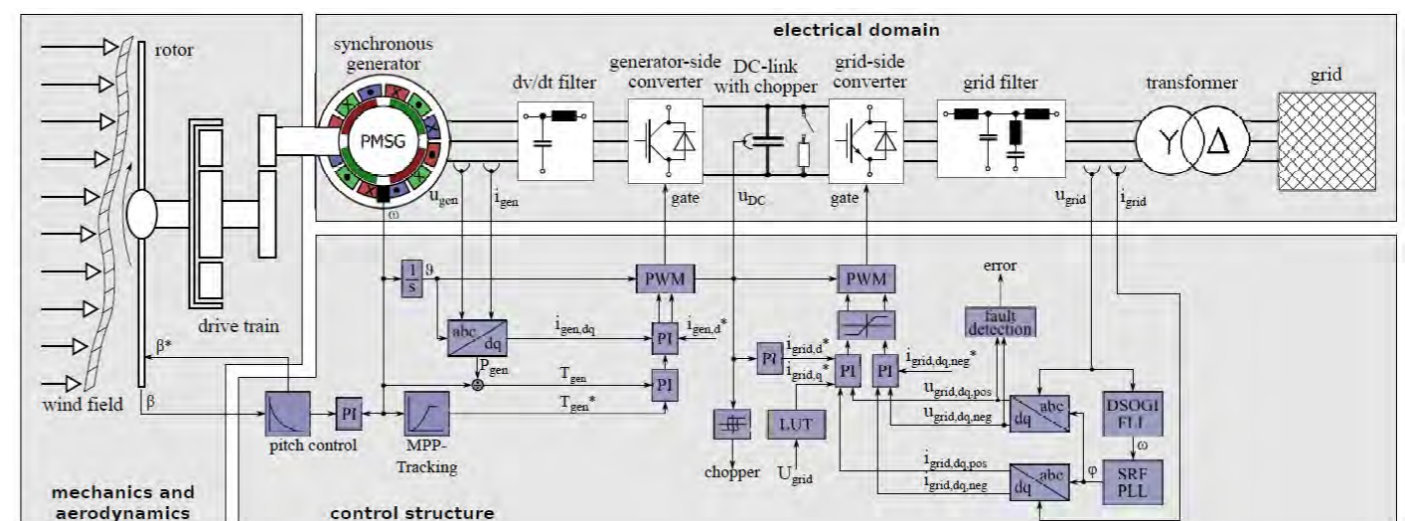 electrical domain
rotor
synchronous
generator
dv/dt filter
generator-side
converter
DC-link
with chopper
grid-side
converter
grid filter
transformer
grid
PMSG
Y
Δ
ω
u_gen
i_gen
gate
u_DC
gate
u_grid
i_grid
1
s
ϑ
PWM
PWM
error
drive train
abc
dq
i_gen,dq
PI
i_gen,d*
fault
detection
β*
P_gen
PI
i_grid,d*
i_grid,q*
PI
PI
i_grid,dq,neg*
T_gen
PI
u_grid,dq,pos
wind field
β
T_gen*
u_grid,dq,neg
abc
dq
DSOGI
FLL
PI
LUT
pitch control
MPP-
Tracking
ω
chopper
U_grid
i_grid,dq,pos
i_grid,dq,neg
abc
dq
φ
SRF
PLL
mechanics and
aerodynamics
control structure